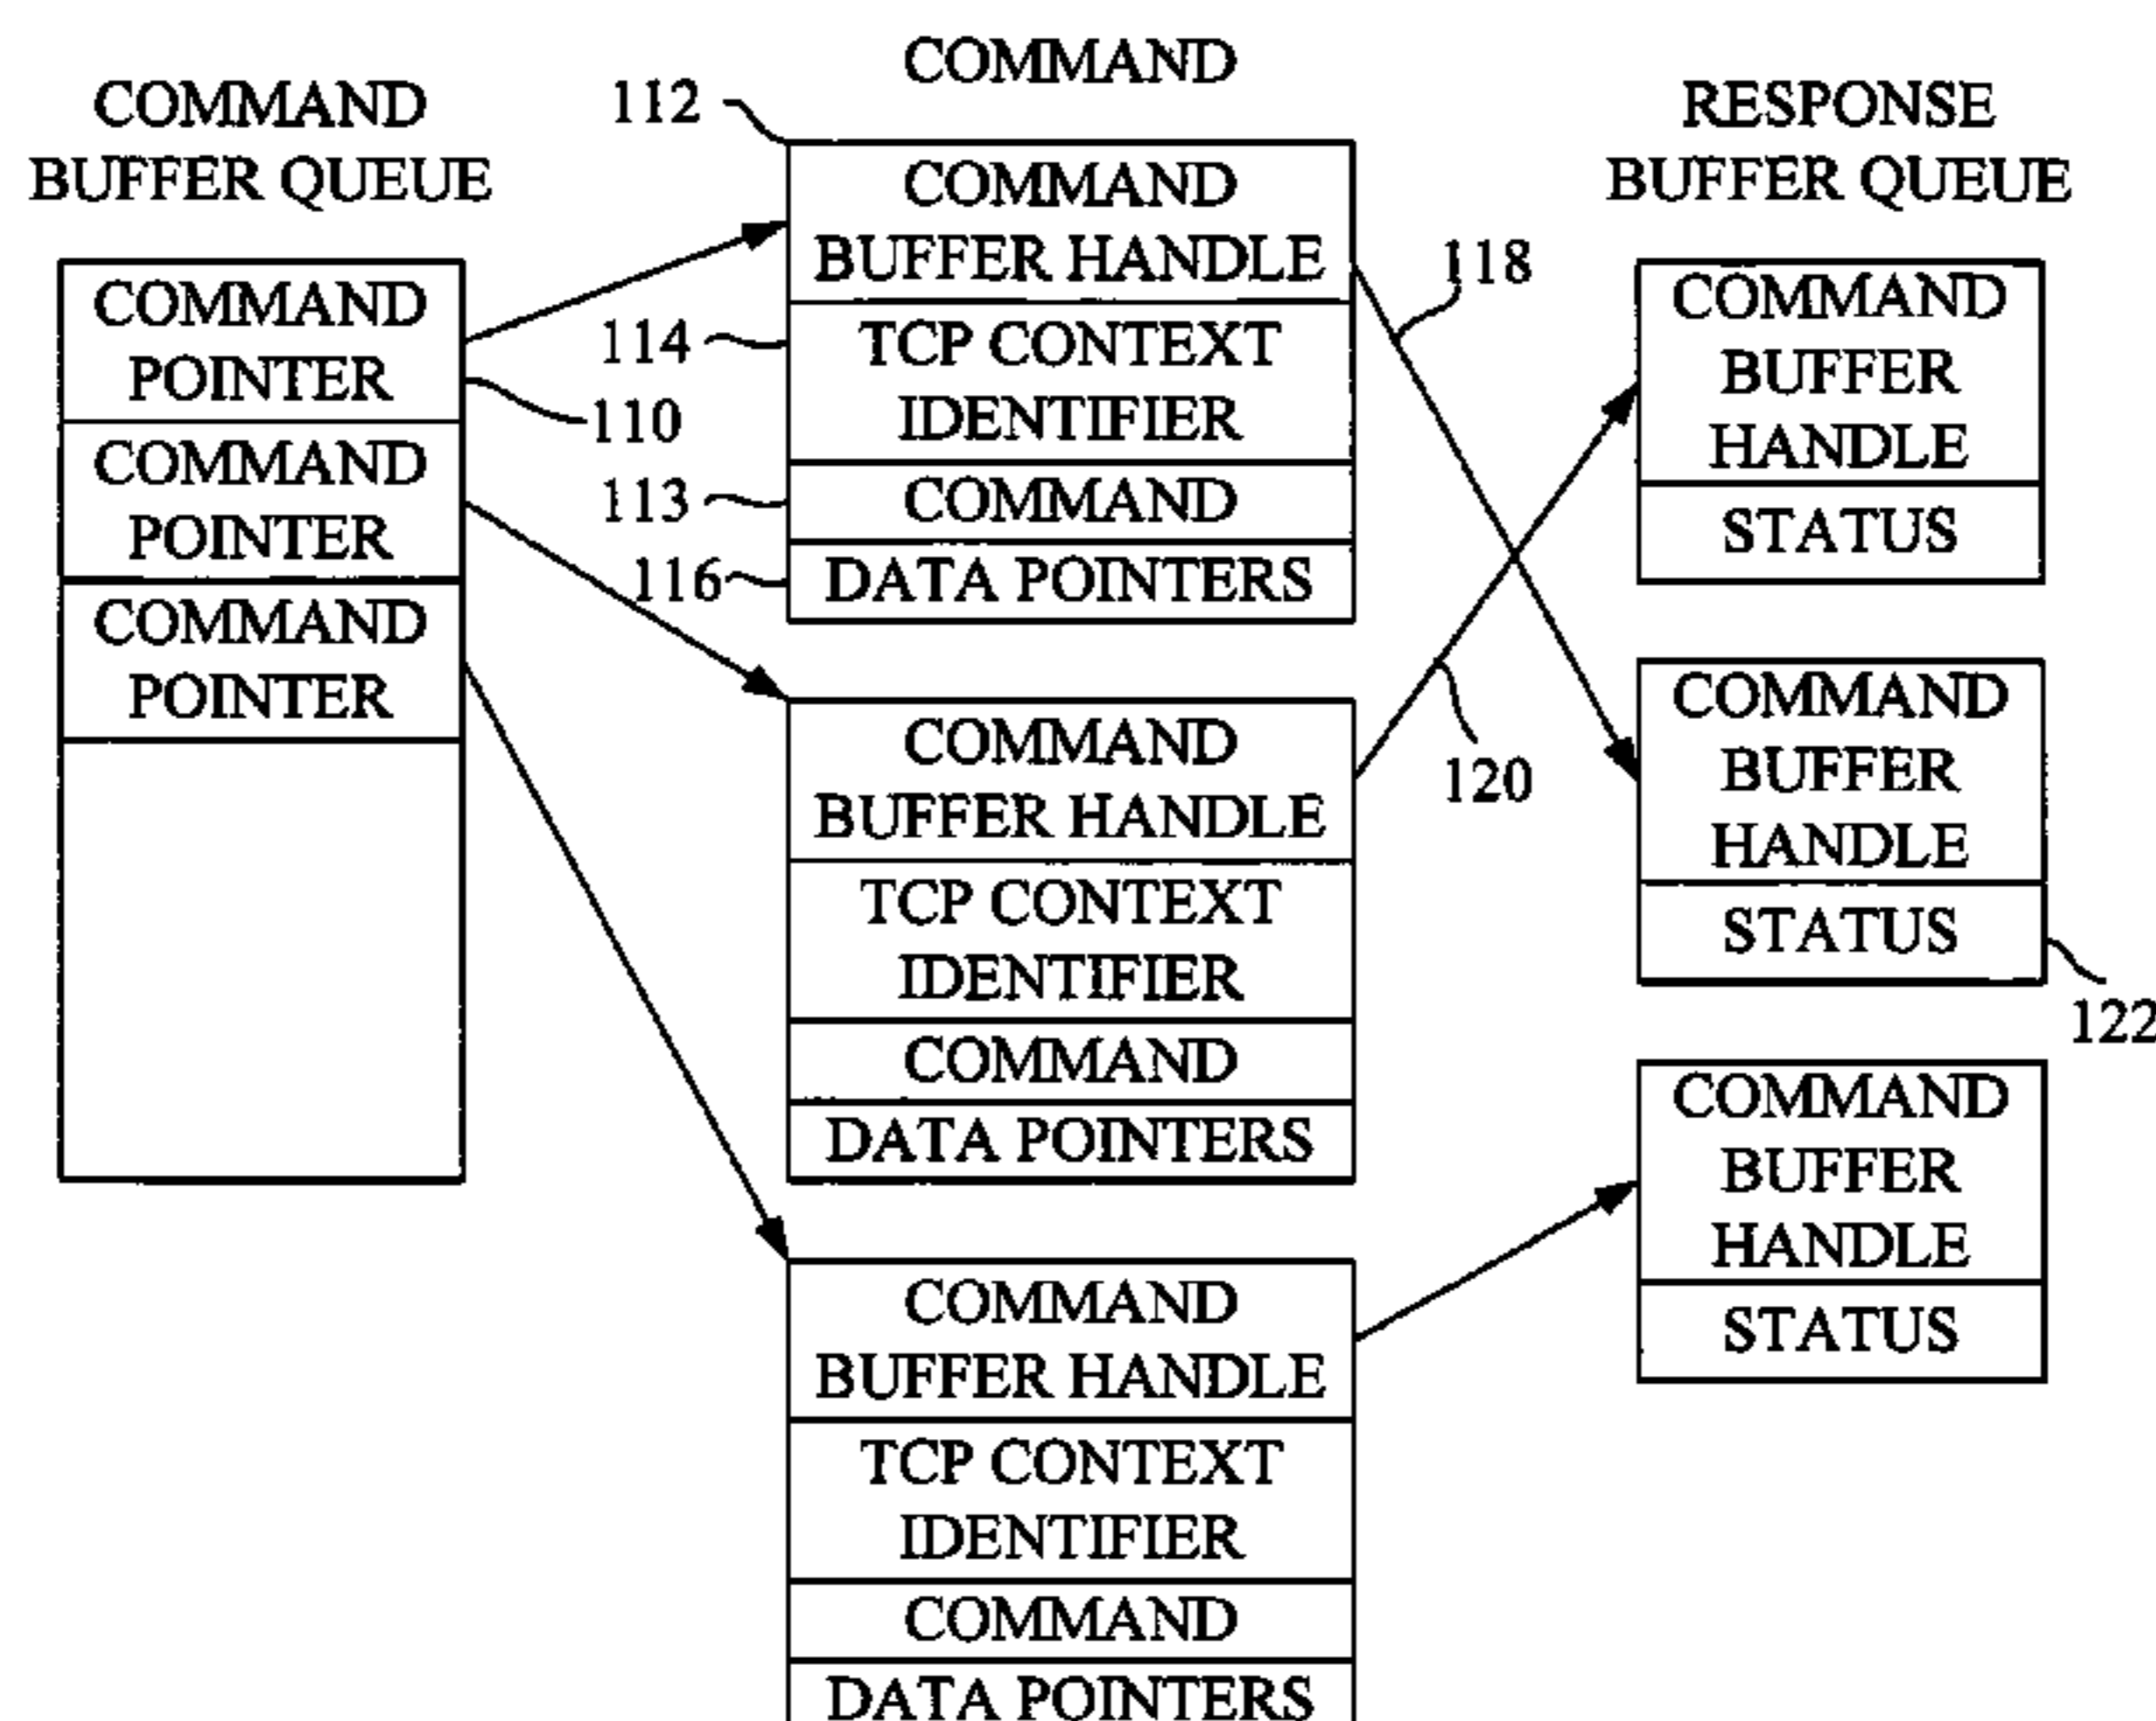 COMMAND
BUFFER QUEUE
COMMAND
POINTER
110
COMMAND
POINTER
COMMAND
POINTER
COMMAND
112
COMMAND
BUFFER HANDLE
114
TCP CONTEXT
IDENTIFIER
113
COMMAND
116
DATA POINTERS
COMMAND
BUFFER HANDLE
TCP CONTEXT
IDENTIFIER
COMMAND
DATA POINTERS
COMMAND
BUFFER HANDLE
TCP CONTEXT
IDENTIFIER
COMMAND
DATA POINTERS
118
120
RESPONSE
BUFFER QUEUE
COMMAND
BUFFER
HANDLE
STATUS
COMMAND
BUFFER
HANDLE
STATUS
122
COMMAND
BUFFER
HANDLE
STATUS